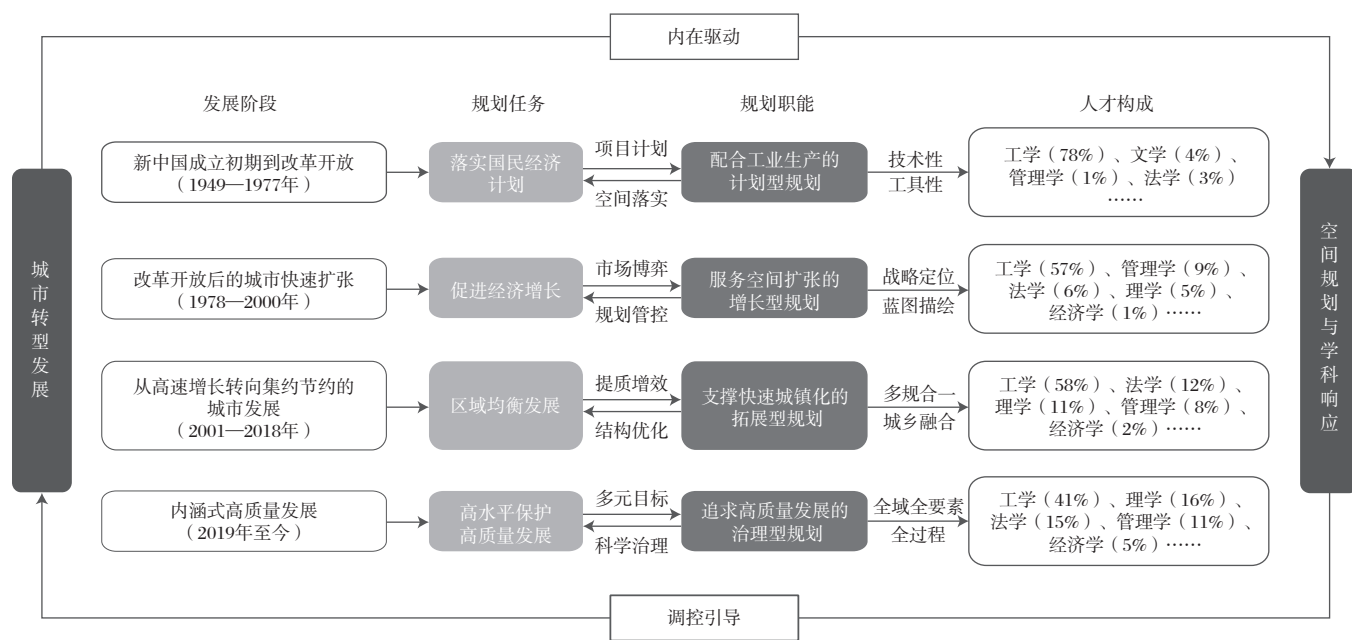 内在驱动
发展阶段
规划任务
规划职能
人才构成
城市转型发展
空间规划与学科响应
新中国成立初期到改革开放
（1949—1977年）
落实国民经济
计划
项目计划
空间落实
配合工业生产的
计划型规划
技术性
工具性
工学（78%）、文学（4%）、
管理学（1%）、法学（3%）
……
改革开放后的城市快速扩张
（1978—2000年）
促进经济增长
市场博弈
规划管控
服务空间扩张的
增长型规划
战略定位
蓝图描绘
工学（57%）、管理学（9%）、
法学（6%）、理学（5%）、
经济学（1%）……
从高速增长转向集约节约的
城市发展
（2001—2018年）
区域均衡发展
提质增效
结构优化
支撑快速城镇化的
拓展型规划
多规合一
城乡融合
工学（58%）、法学（12%）、
理学（11%）、管理学（8%）、
经济学（2%）……
内涵式高质量发展
（2019年至今）
高水平保护
高质量发展
多元目标
科学治理
追求高质量发展的
治理型规划
全域全要素
全过程
工学（41%）、理学（16%）、
法学（15%）、管理学（11%）、
经济学（5%）……
调控引导